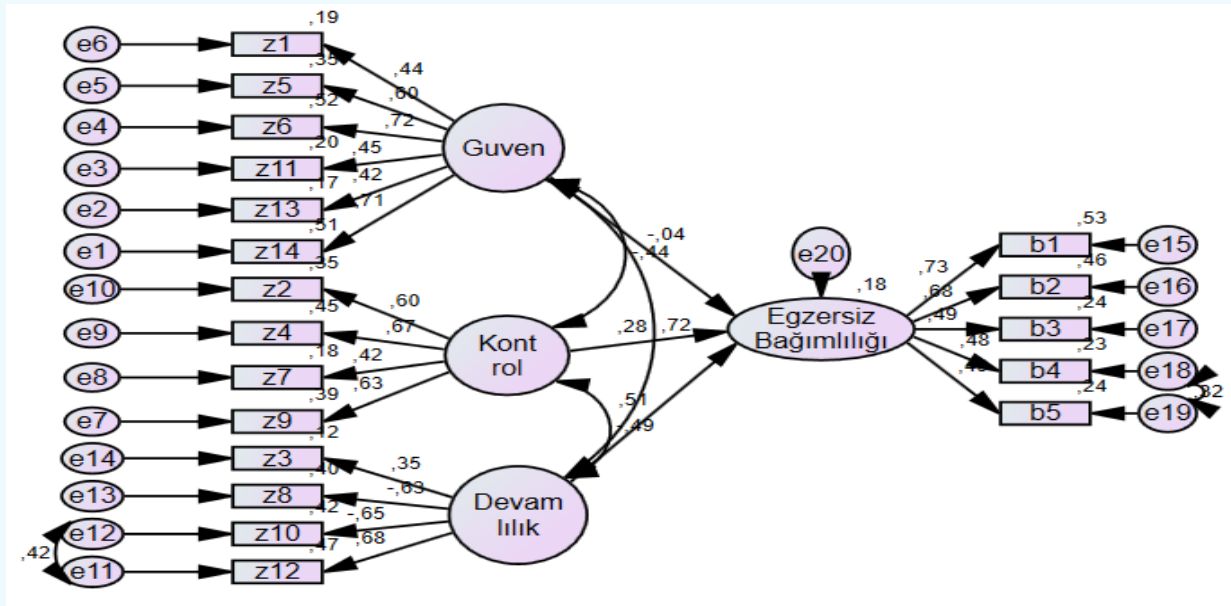 ,19
e6
z1
,44
,35
e5
z5
,60
,52
e4
z6
,72
,20
e3
z11
,45
,17
e2
z13
,42
,51
e1
z14
,71
Guven
,35
e10
z2
,60
,45
e9
z4
,67
,18
e8
z7
,42
,39
e7
z9
,63
Kont
rol
,12
e14
z3
,35
,40
e13
z8
-,63
,42
e12
z10
-,65
,47
e11
z12
,68
,42
Devam
lılık
-,04
-,44
,28
,72
,51
-,49
e20
,18
Egzersiz
Bağımlılığı
,53
,73
b1
e15
,46
,68
b2
e16
,24
,49
b3
e17
,23
,48
b4
e18
,24
b5
e19
,32